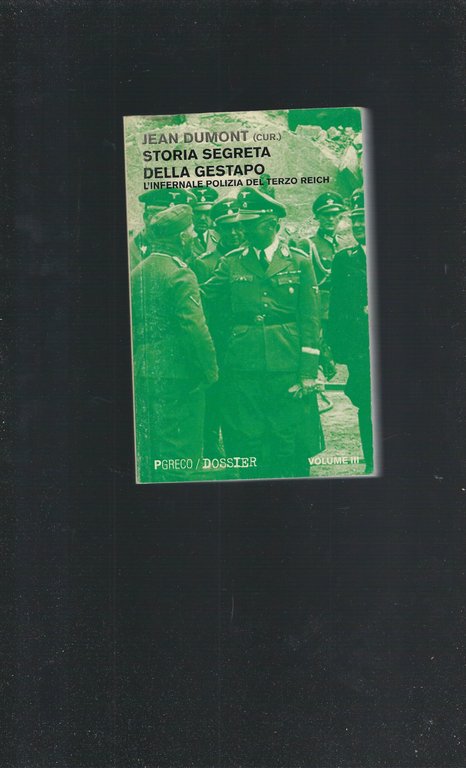 JEAN DUMONT (CUR.)
STORIA SEGRETA
DELLA GESTAPO
L'INFERNALE POLIZIA DEL TERZO REICH
PGRECO / DOSSIER
VOLUME III